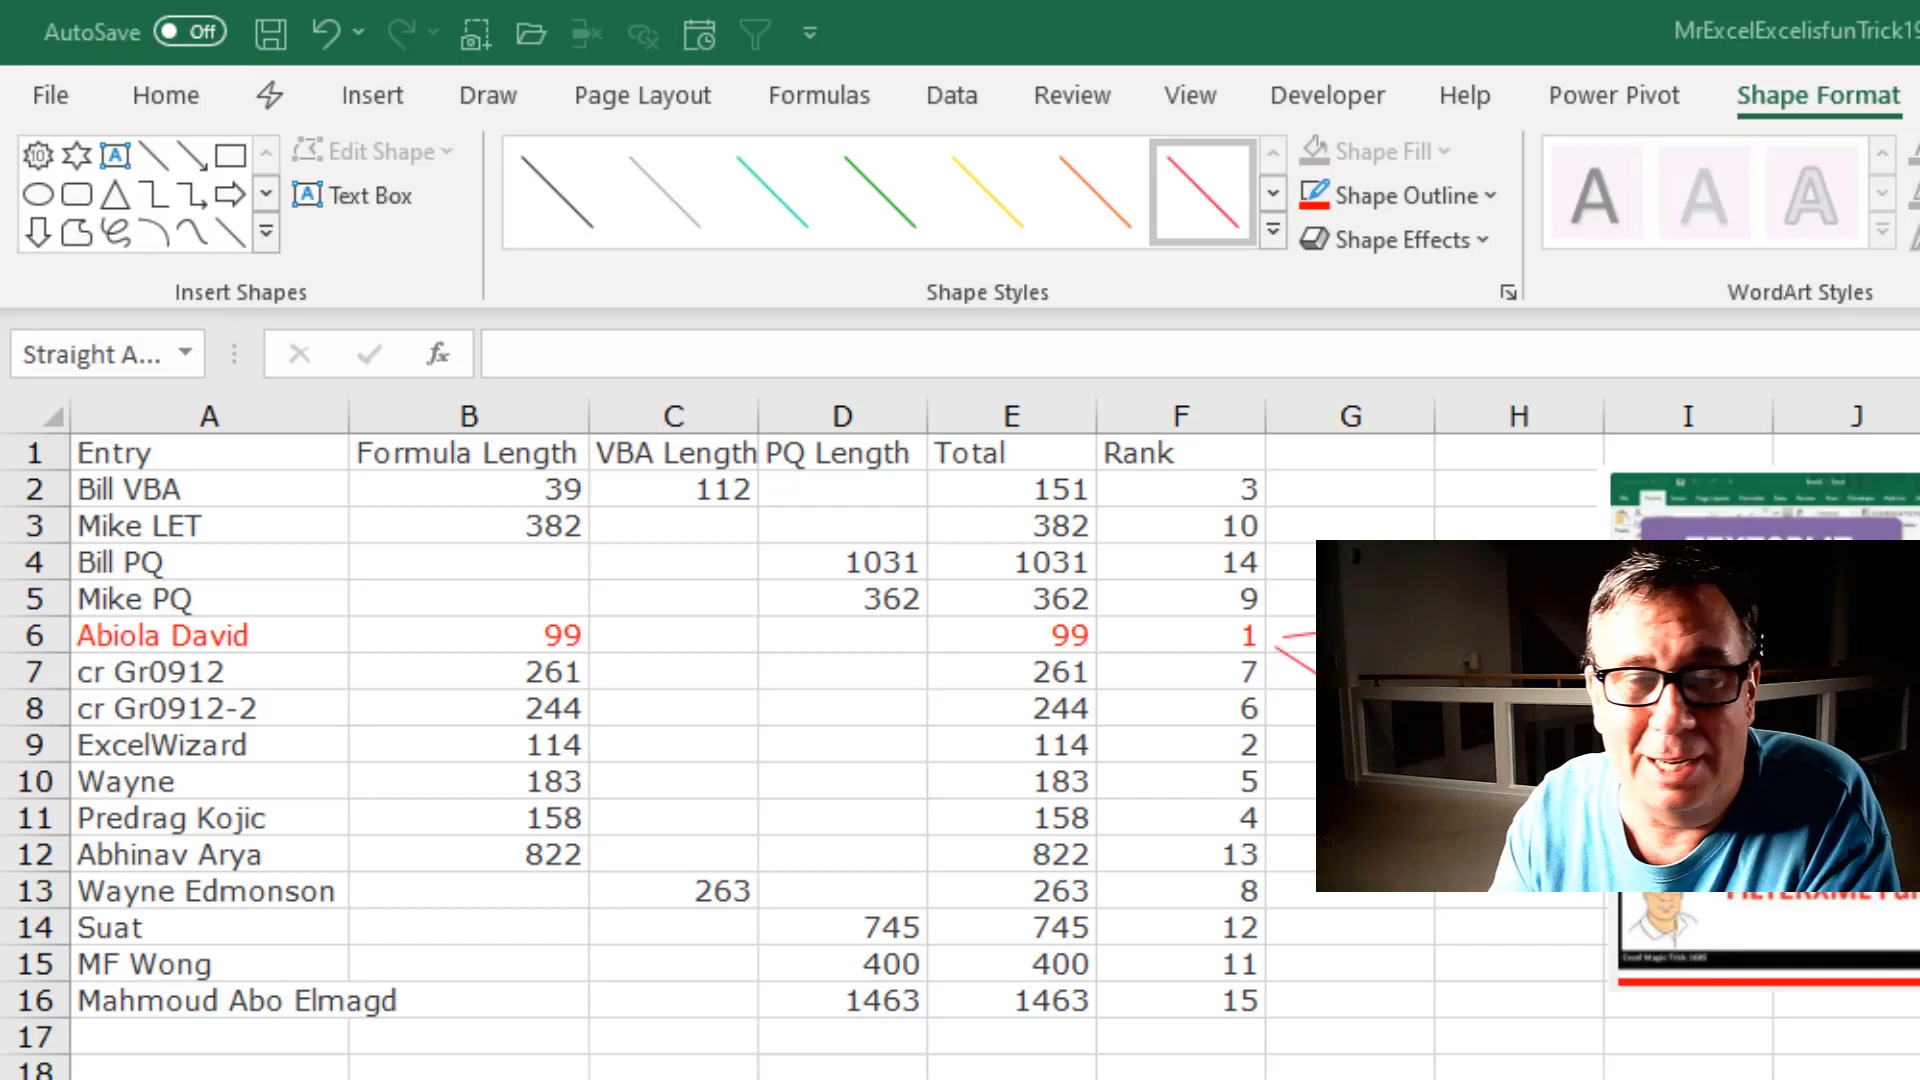 AutoSave Off MrExcelExcelisfunTrick19
File Home Insert Draw Page Layout Formulas Data Review View Developer Help Power Pivot Shape Format
Edit Shape Shape Fill
Text Box Shape Outline
Shape Effects
Insert Shapes Shape Styles WordArt Styles
Straight A... fx
A B C D E F G H I J
1 Entry Formula Length VBA Length PQ Length Total Rank
2 Bill VBA 39 112 151 3
3 Mike LET 382 382 10
4 Bill PQ 1031 1031 14
5 Mike PQ 362 362 9
6 Abiola David 99 99 1
7 cr Gr0912 261 261 7
8 cr Gr0912-2 244 244 6
9 ExcelWizard 114 114 2
10 Wayne 183 183 5
11 Predrag Kojic 158 158 4
12 Abhinav Arya 822 822 13
13 Wayne Edmonson 263 263 8
14 Suat 745 745 12
15 MF Wong 400 400 11
16 Mahmoud Abo Elmagd 1463 1463 15
17
18
Excel Magic Trick 1685